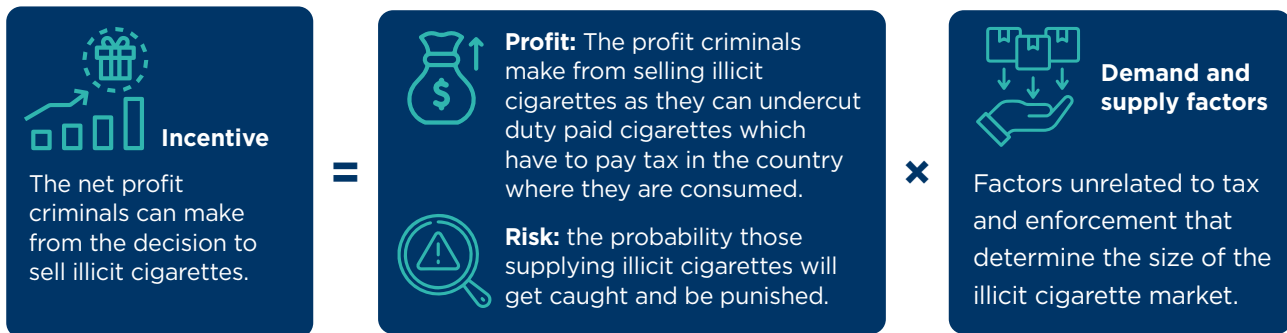 Incentive
The net profit
criminals can make
from the decision to
sell illicit cigarettes.
=
$
Profit: The profit criminals
make from selling illicit
cigarettes as they can undercut
duty paid cigarettes which
have to pay tax in the country
where they are consumed.
Risk: the probability those
supplying illicit cigarettes will
get caught and be punished.
×
Demand and
supply factors
Factors unrelated to tax
and enforcement that
determine the size of the
illicit cigarette market.